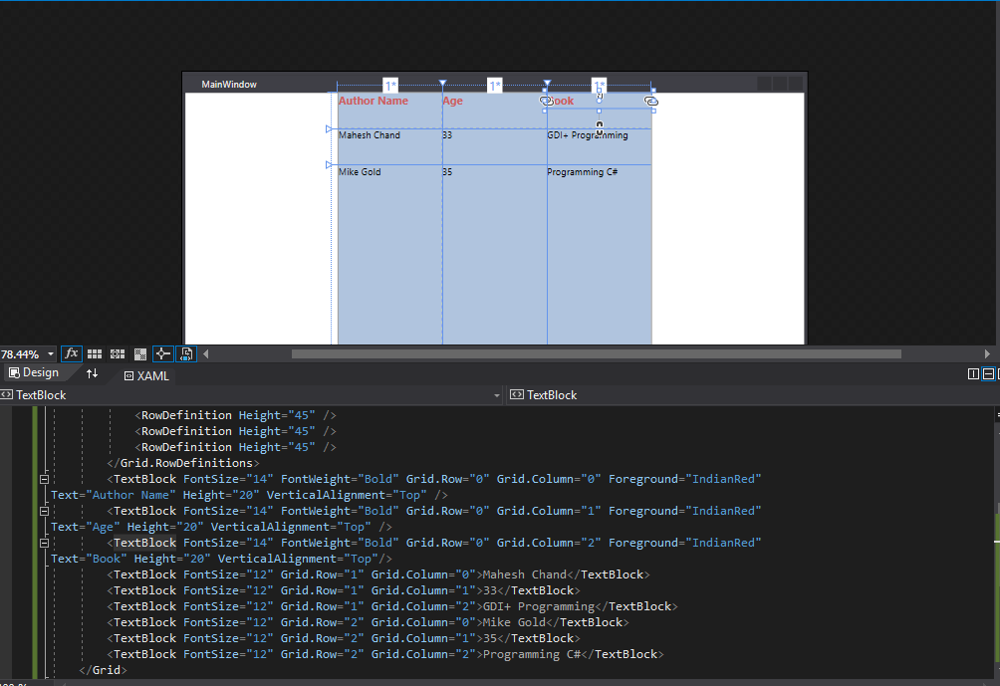 MainWindow
1* 1* 1*
Author Name Age Book
Mahesh Chand 33 GDI+ Programming
Mike Gold 35 Programming C#
78.44% fx
Design XAML
TextBlock TextBlock
<RowDefinition Height="45" />
<RowDefinition Height="45" />
<RowDefinition Height="45" />
</Grid.RowDefinitions>
<TextBlock FontSize="14" FontWeight="Bold" Grid.Row="0" Grid.Column="0" Foreground="IndianRed"
Text="Author Name" Height="20" VerticalAlignment="Top" />
<TextBlock FontSize="14" FontWeight="Bold" Grid.Row="0" Grid.Column="1" Foreground="IndianRed"
Text="Age" Height="20" VerticalAlignment="Top" />
<TextBlock FontSize="14" FontWeight="Bold" Grid.Row="0" Grid.Column="2" Foreground="IndianRed"
Text="Book" Height="20" VerticalAlignment="Top"/>
<TextBlock FontSize="12" Grid.Row="1" Grid.Column="0">Mahesh Chand</TextBlock>
<TextBlock FontSize="12" Grid.Row="1" Grid.Column="1">33</TextBlock>
<TextBlock FontSize="12" Grid.Row="1" Grid.Column="2">GDI+ Programming</TextBlock>
<TextBlock FontSize="12" Grid.Row="2" Grid.Column="0">Mike Gold</TextBlock>
<TextBlock FontSize="12" Grid.Row="2" Grid.Column="1">35</TextBlock>
<TextBlock FontSize="12" Grid.Row="2" Grid.Column="2">Programming C#</TextBlock>
</Grid>